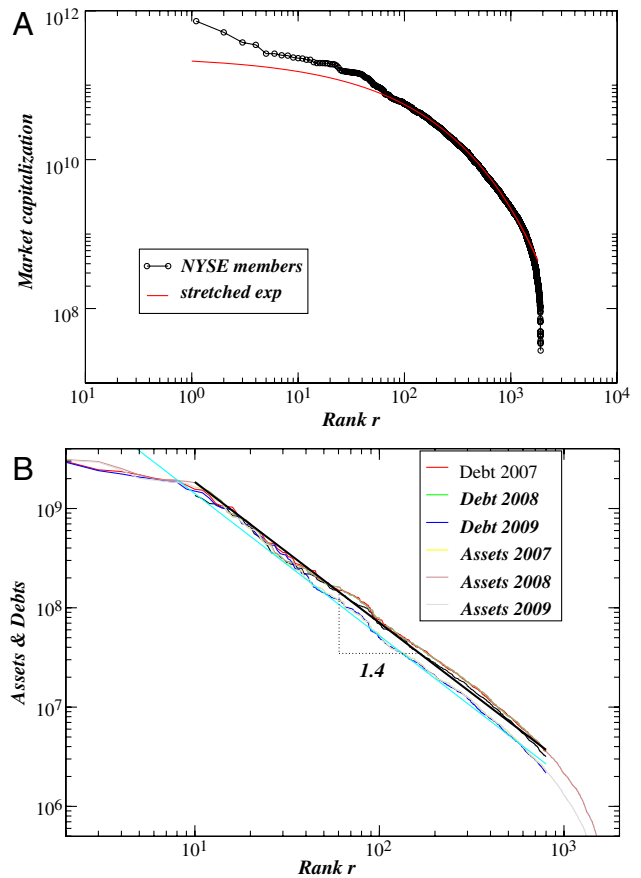 A
10^12
10^10
10^8
Market capitalization
NYSE members
stretched exp
10^1
10^0
10^1
10^2
10^3
10^4
Rank r
B
10^9
10^8
10^7
10^6
Assets & Debts
Debt 2007
Debt 2008
Debt 2009
Assets 2007
Assets 2008
Assets 2009
1.4
10^1
10^2
10^3
Rank r